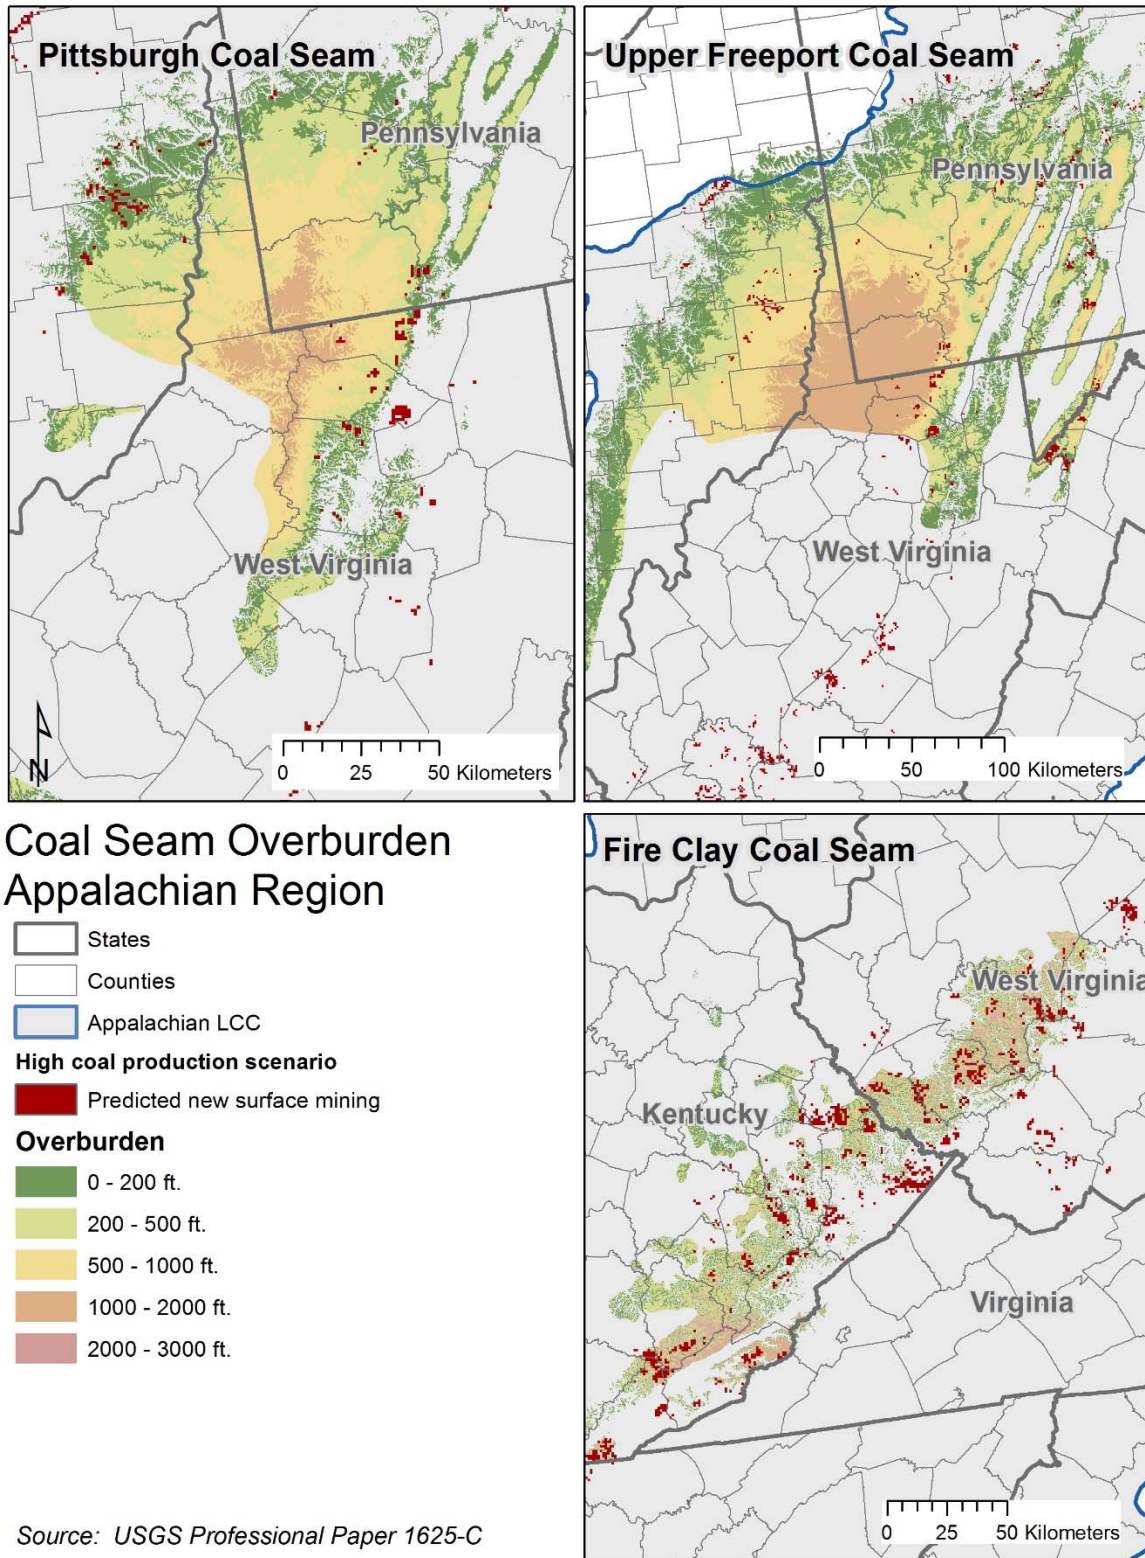 Pittsburgh Coal Seam
Pennsylvania
West Virginia
N
0 25 50 Kilometers
Upper Freeport Coal Seam
Pennsylvania
West Virginia
0 50 100 Kilometers
Coal Seam Overburden
Appalachian Region
States
Counties
Appalachian LCC
High coal production scenario
Predicted new surface mining
Overburden
0 - 200 ft.
200 - 500 ft.
500 - 1000 ft.
1000 - 2000 ft.
2000 - 3000 ft.
Source: USGS Professional Paper 1625-C
Fire Clay Coal Seam
West Virginia
Kentucky
Virginia
0 25 50 Kilometers